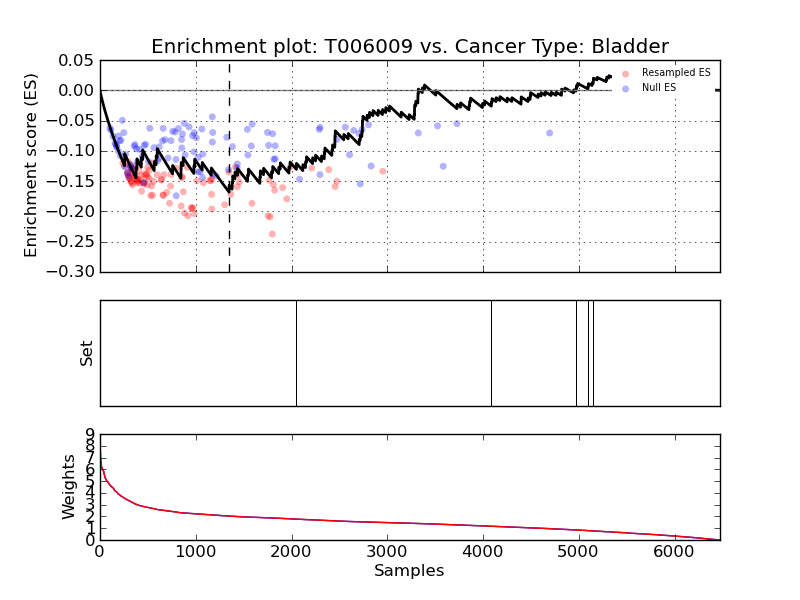 Enrichment plot: T006009 vs. Cancer Type: Bladder
Enrichment score (ES)
0.05
0.00
−0.05
−0.10
−0.15
−0.20
−0.25
−0.30
Resampled ES
Null ES
Set
Weights
9
8
7
6
5
4
3
2
1
0
0 1000 2000 3000 4000 5000 6000
Samples